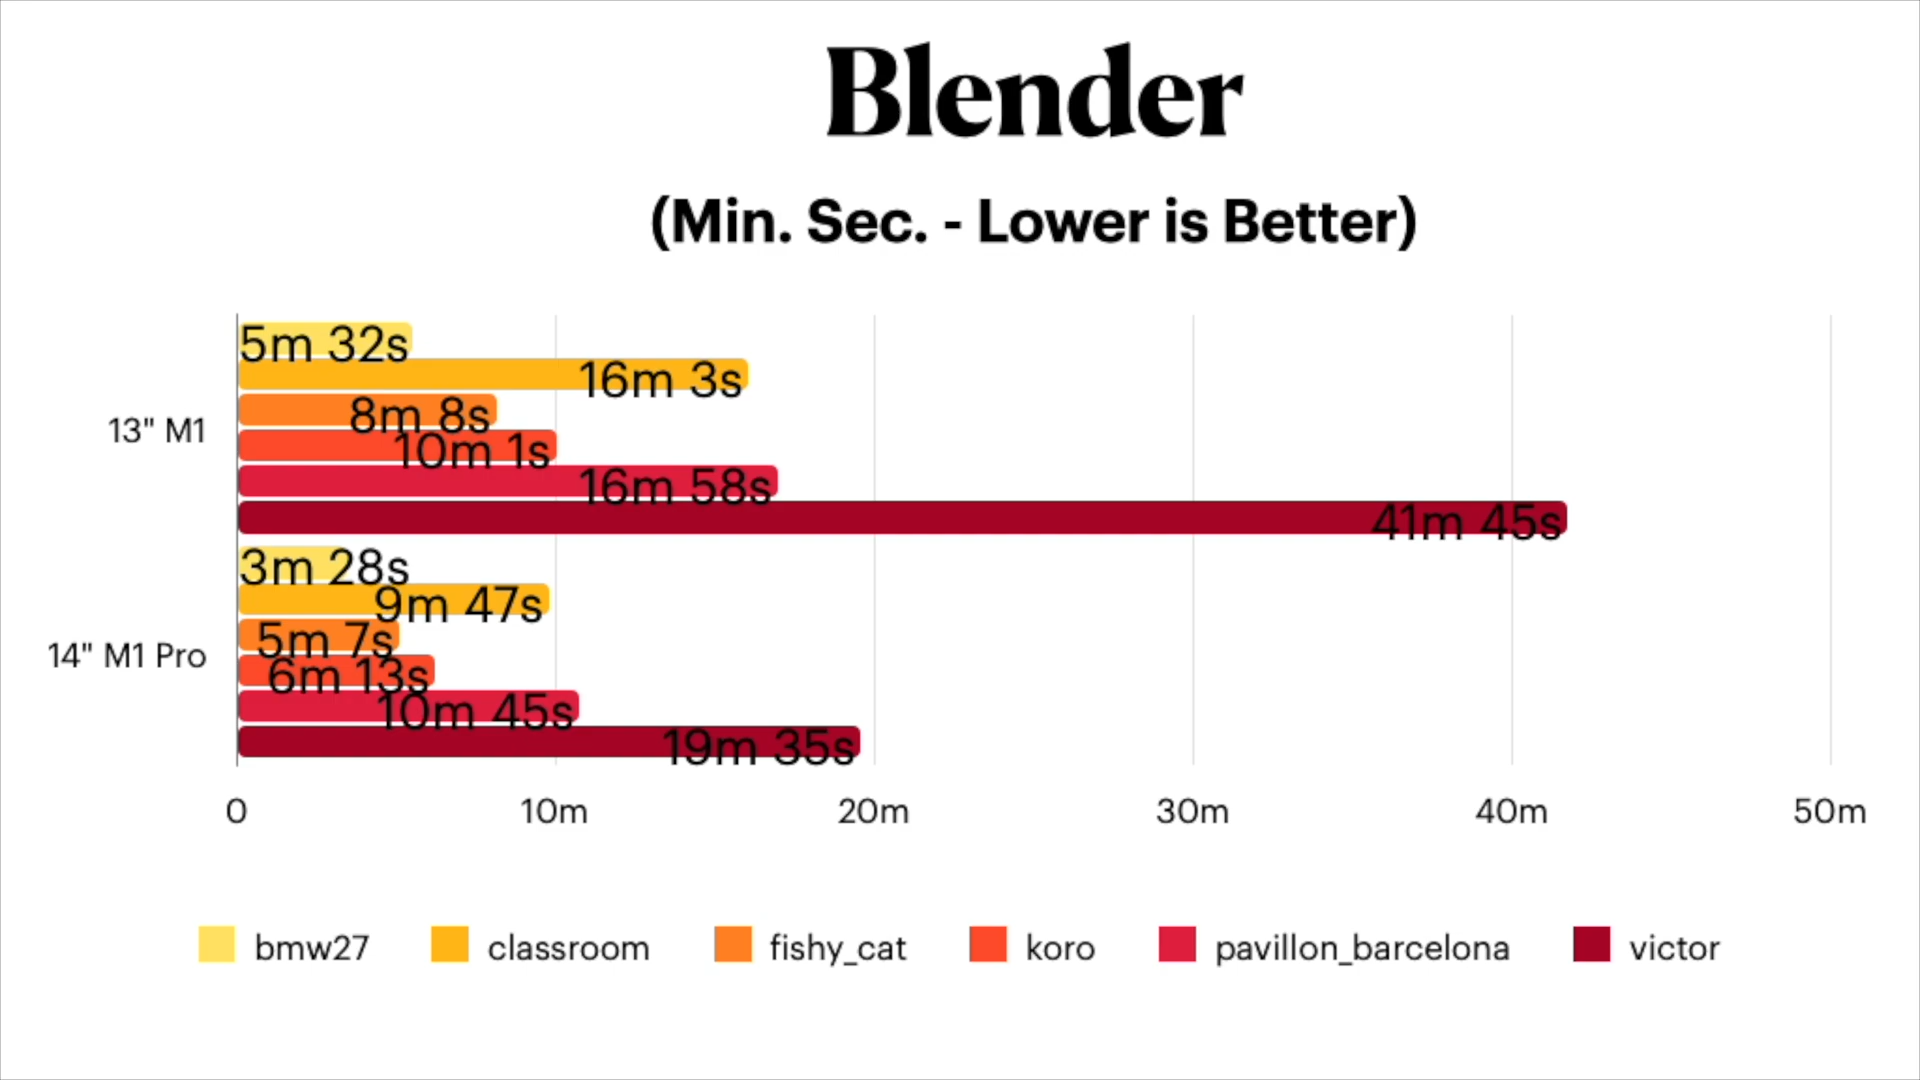 Blender
(Min. Sec. - Lower is Better)
13" M1
5m 32s
16m 3s
8m 8s
10m 1s
16m 58s
41m 45s
14" M1 Pro
3m 28s
9m 47s
5m 7s
6m 13s
10m 45s
19m 35s
0 10m 20m 30m 40m 50m
bmw27 classroom fishy_cat koro pavillon_barcelona victor